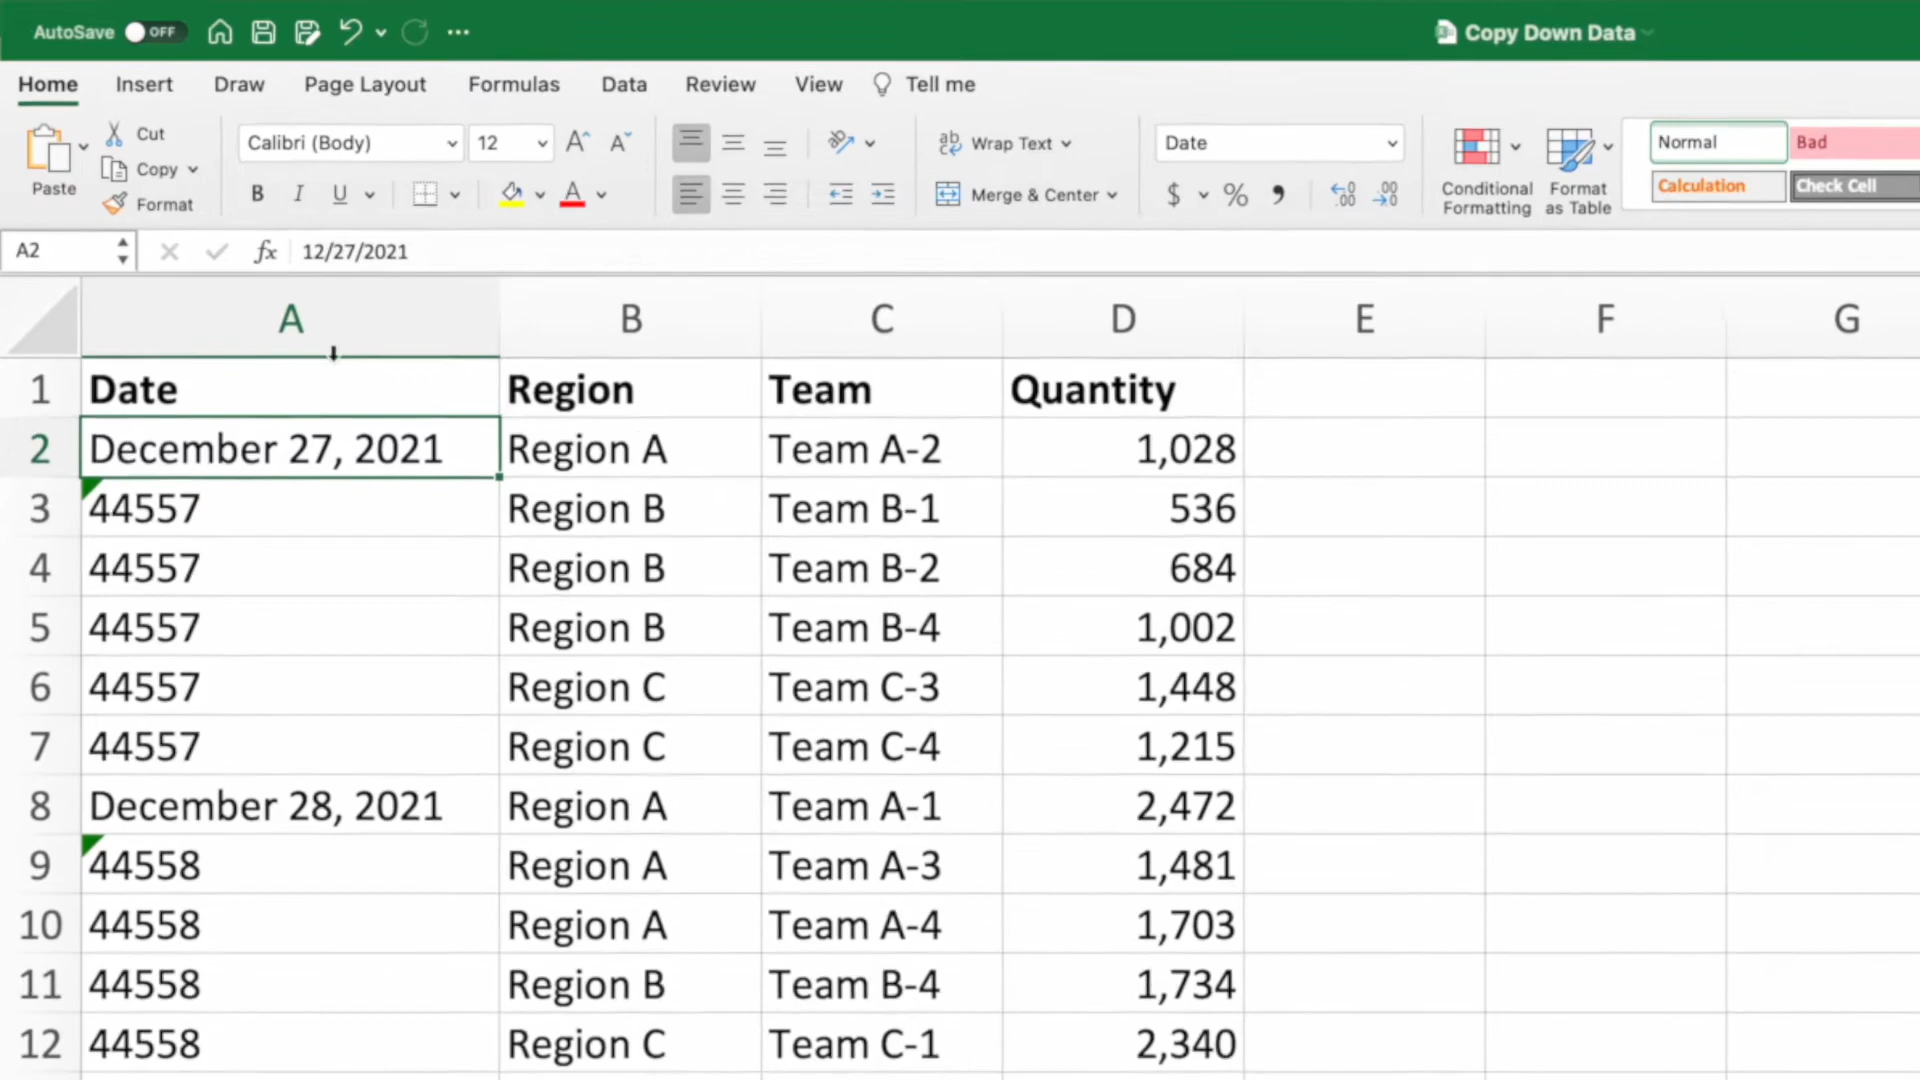 AutoSave OFF Copy Down Data
Home Insert Draw Page Layout Formulas Data Review View Tell me
Paste Cut Copy Format
Calibri (Body) 12
B I U A
Wrap Text
Merge & Center
Date
$ %
Conditional Formatting
Format as Table
Normal Bad
Calculation Check Cell
A2 fx 12/27/2021
A B C D E F G
1 Date Region Team Quantity
2 December 27, 2021 Region A Team A-2 1,028
3 44557 Region B Team B-1 536
4 44557 Region B Team B-2 684
5 44557 Region B Team B-4 1,002
6 44557 Region C Team C-3 1,448
7 44557 Region C Team C-4 1,215
8 December 28, 2021 Region A Team A-1 2,472
9 44558 Region A Team A-3 1,481
10 44558 Region A Team A-4 1,703
11 44558 Region B Team B-4 1,734
12 44558 Region C Team C-1 2,340